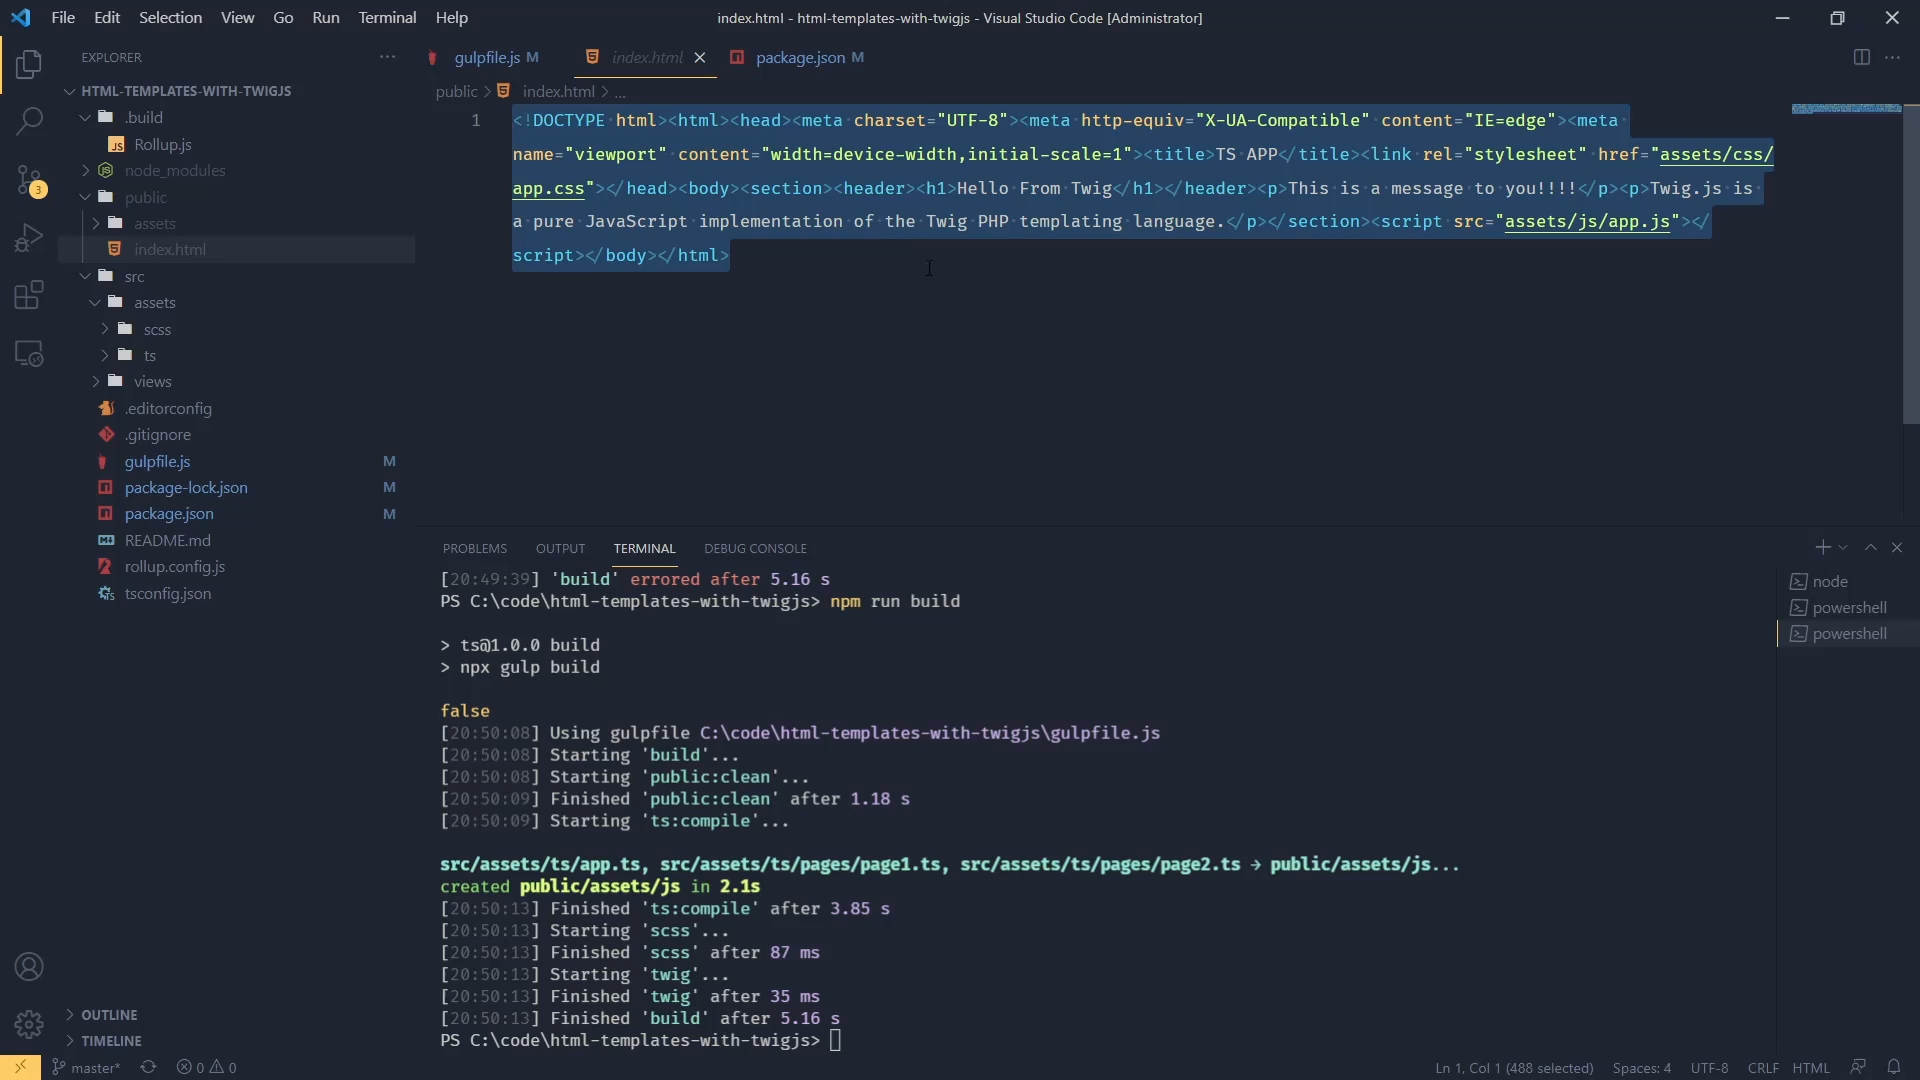 File Edit Selection View Go Run Terminal Help
index.html - html-templates-with-twigjs - Visual Studio Code [Administrator]
EXPLORER
HTML-TEMPLATES-WITH-TWIGJS
.build
JS Rollup.js
node_modules
public
assets
index.html
src
assets
scss
ts
views
.editorconfig
.gitignore
gulpfile.js M
package-lock.json M
package.json M
README.md
rollup.config.js
tsconfig.json
OUTLINE
TIMELINE
3
gulpfile.js M
index.html
package.json M
public > index.html > ...
1 <!DOCTYPE html><html><head><meta charset="UTF-8"><meta http-equiv="X-UA-Compatible" content="IE=edge"><meta
name="viewport" content="width=device-width,initial-scale=1"><title>TS APP</title><link rel="stylesheet" href="assets/css/
app.css"></head><body><section><header><h1>Hello From Twig</h1></header><p>This is a message to you!!!!</p><p>Twig.js is
a pure JavaScript implementation of the Twig PHP templating language.</p></section><script src="assets/js/app.js"></
script></body></html>
PROBLEMS OUTPUT TERMINAL DEBUG CONSOLE
[20:49:39] 'build' errored after 5.16 s
PS C:\code\html-templates-with-twigjs> npm run build
> ts@1.0.0 build
> npx gulp build
false
[20:50:08] Using gulpfile C:\code\html-templates-with-twigjs\gulpfile.js
[20:50:08] Starting 'build'...
[20:50:08] Starting 'public:clean'...
[20:50:09] Finished 'public:clean' after 1.18 s
[20:50:09] Starting 'ts:compile'...
src/assets/ts/app.ts, src/assets/ts/pages/page1.ts, src/assets/ts/pages/page2.ts → public/assets/js...
created public/assets/js in 2.1s
[20:50:13] Finished 'ts:compile' after 3.85 s
[20:50:13] Starting 'scss'...
[20:50:13] Finished 'scss' after 87 ms
[20:50:13] Starting 'twig'...
[20:50:13] Finished 'twig' after 35 ms
[20:50:13] Finished 'build' after 5.16 s
PS C:\code\html-templates-with-twigjs>
node
powershell
powershell
master* 0 0
Ln 1, Col 1 (488 selected) Spaces: 4 UTF-8 CRLF HTML